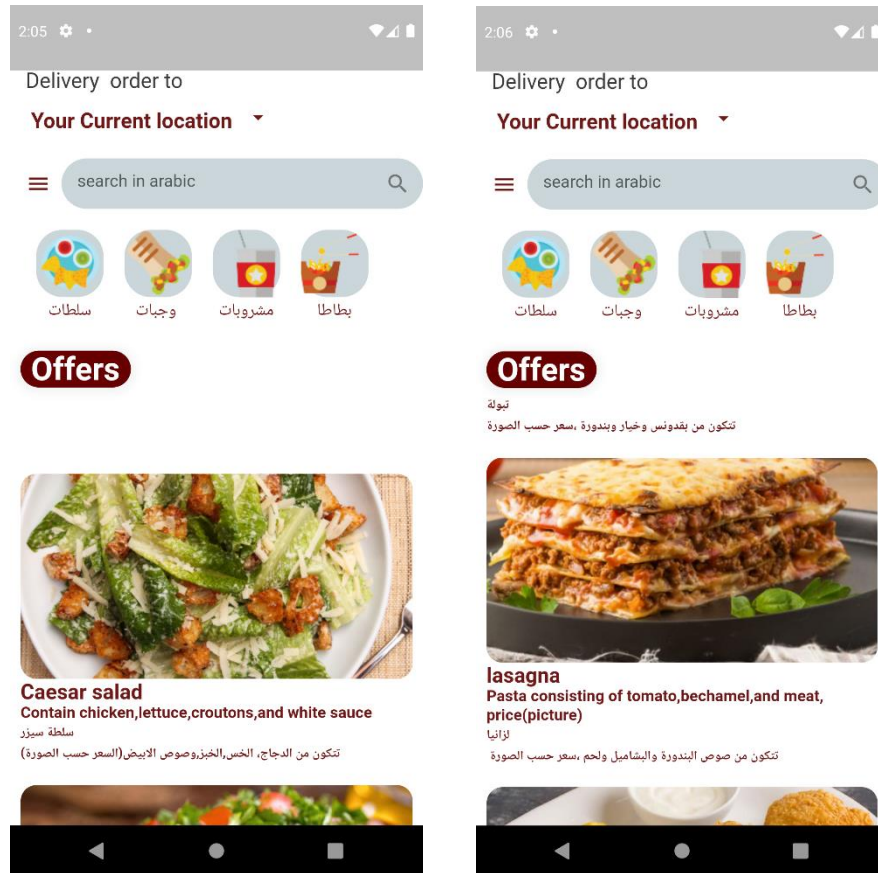 2:05
Delivery order to
Your Current location
search in arabic
سلطات
وجبات
مشروبات
بطاطا
Offers
Caesar salad
Contain chicken,lettuce,croutons,and white sauce
سلطة سيزر
تتكون من الدجاج، الخس,الخبز,وصوص الابيض(السعر حسب الصورة)
2:06
Delivery order to
Your Current location
search in arabic
سلطات
وجبات
مشروبات
بطاطا
Offers
تبولة
تتكون من بقدونس وخيار وبندورة ،سعر حسب الصورة
lasagna
Pasta consisting of tomato,bechamel,and meat,
price(picture)
لزانيا
تتكون من صوص البندورة والبشاميل ولحم ،سعر حسب الصورة